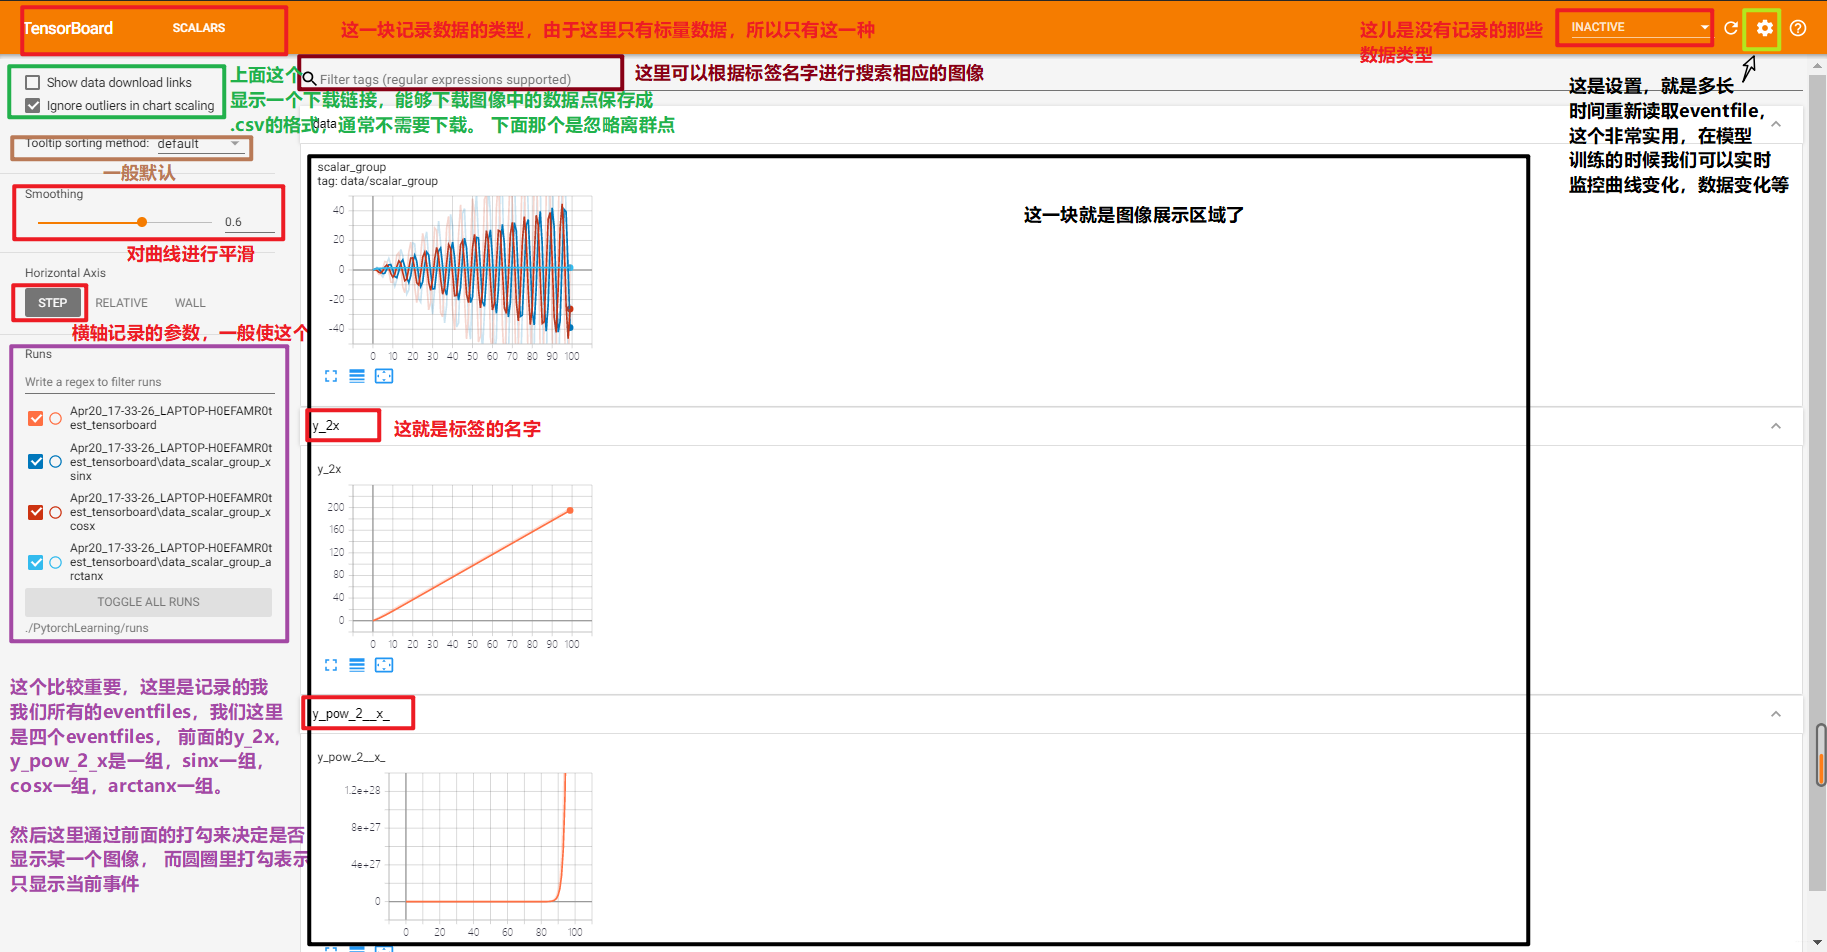 TensorBoard
SCALARS
这一块记录数据的类型，由于这里只有标量数据，所以只有这一种
这儿是没有记录的那些
数据类型
INACTIVE
Show data download links
Ignore outliers in chart scaling
上面这个
显示一个下载链接，能够下载图像中的数据点保存成
.csv的格式，通常不需要下载。 下面那个是忽略离群点
Filter tags (regular expressions supported)
这里可以根据标签名字进行搜索相应的图像
这是设置，就是多长
时间重新读取eventfile，
这个非常实用，在模型
训练的时候我们可以实时
监控曲线变化，数据变化等
data
Tooltip sorting method: default
一般默认
Smoothing
0.6
对曲线进行平滑
Horizontal Axis
STEP
RELATIVE
WALL
横轴记录的参数，一般使这个
Runs
Write a regex to filter runs
Apr20_17-33-26_LAPTOP-H0EFAMR0t
est_tensorboard
Apr20_17-33-26_LAPTOP-H0EFAMR0t
est_tensorboard\data_scalar_group_x
sinx
Apr20_17-33-26_LAPTOP-H0EFAMR0t
est_tensorboard\data_scalar_group_x
cosx
Apr20_17-33-26_LAPTOP-H0EFAMR0t
est_tensorboard\data_scalar_group_a
rctanx
TOGGLE ALL RUNS
./PytorchLearning/runs
这个比较重要，这里是记录的我
我们所有的eventfiles，我们这里
是四个eventfiles， 前面的y_2x,
y_pow_2_x是一组，sinx一组，
cosx一组，arctanx一组。
然后这里通过前面的打勾来决定是否
显示某一个图像， 而圆圈里打勾表示
只显示当前事件
scalar_group
tag: data/scalar_group
这一块就是图像展示区域了
40
20
0
-20
-40
0 10 20 30 40 50 60 70 80 90 100
y_2x
这就是标签的名字
y_2x
200
160
120
80
40
0
0 10 20 30 40 50 60 70 80 90 100
y_pow_2__x_
y_pow_2__x_
1.2e+28
8e+27
4e+27
0
0 20 40 60 80 100